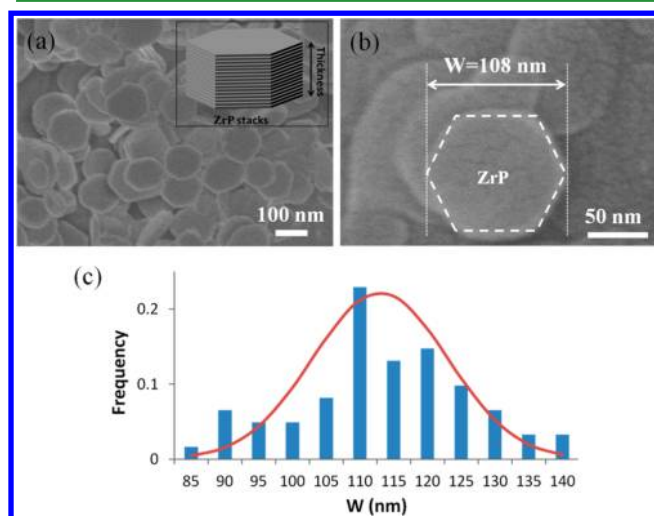 (a)
Thickness
ZrP stacks
100 nm
(b)
W=108 nm
ZrP
50 nm
(c)
Frequency
0.2
0.1
0
85 90 95 100 105 110 115 120 125 130 135 140
W (nm)